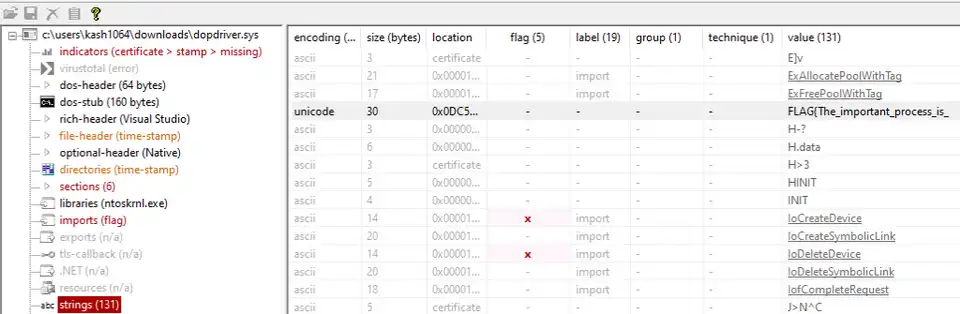 c:\users\kash1064\downloads\dopdriver.sys
indicators (certificate > stamp > missing)
virustotal (error)
dos-header (64 bytes)
dos-stub (160 bytes)
rich-header (Visual Studio)
file-header (time-stamp)
optional-header (Native)
directories (time-stamp)
sections (6)
libraries (ntoskrnl.exe)
imports (flag)
exports (n/a)
tls-callback (n/a)
.NET (n/a)
resources (n/a)
abc strings (131)
encoding (... size (bytes) location flag (5) label (19) group (1) technique (1) value (131)
ascii 3 certificate - - - - E]v
ascii 21 0x00001... - import - - ExAllocatePoolWithTag
ascii 17 0x00001... - import - - ExFreePoolWithTag
unicode 30 0x0DC5... - - - - FLAG{The_important_process_is_
ascii 3 0x00000... - - - - H-?
ascii 6 0x00000... - - - - H.data
ascii 3 certificate - - - - H>3
ascii 5 0x00000... - - - - HINIT
ascii 4 0x00000... - - - - INIT
ascii 14 0x00001... x import - - IoCreateDevice
ascii 20 0x00001... - import - - IoCreateSymbolicLink
ascii 14 0x00001... x import - - IoDeleteDevice
ascii 20 0x00001... - import - - IoDeleteSymbolicLink
ascii 18 0x00001... - import - - IofCompleteRequest
ascii 5 certificate - - - - J>N^C